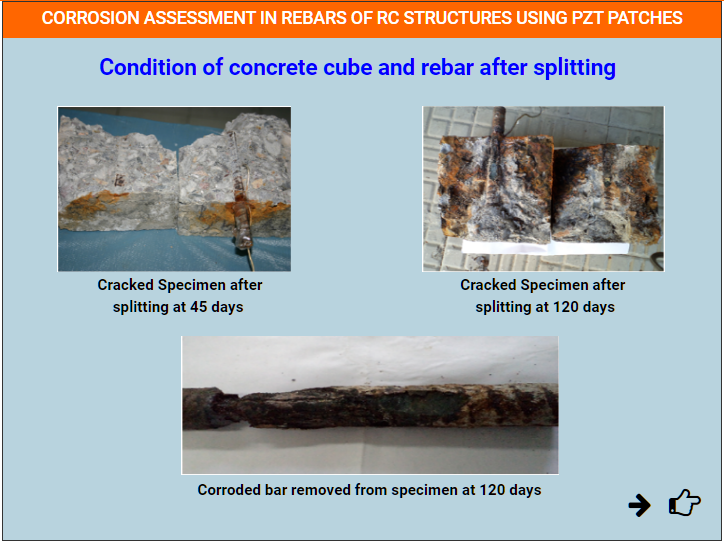 CORROSION ASSESSMENT IN REBARS OF RC STRUCTURES USING PZT PATCHES
Condition of concrete cube and rebar after splitting
Cracked Specimen after
splitting at 45 days
Cracked Specimen after
splitting at 120 days
Corroded bar removed from specimen at 120 days